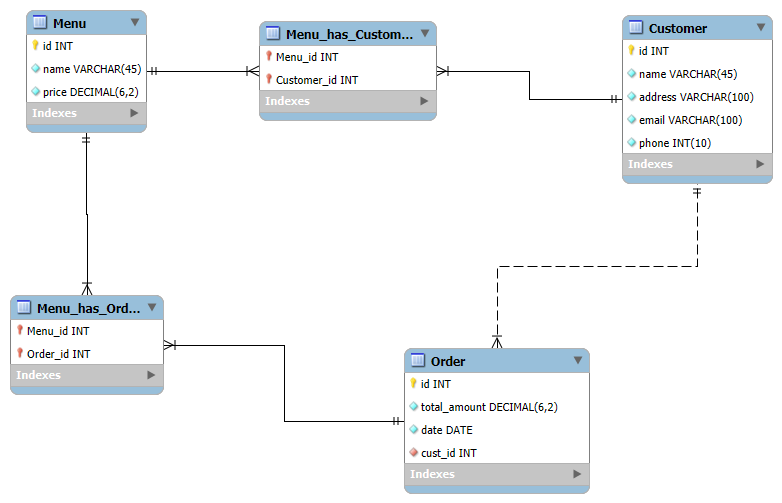 Menu
id INT
name VARCHAR(45)
price DECIMAL(6,2)
Indexes
Menu_has_Custom...
Menu_id INT
Customer_id INT
Indexes
Customer
id INT
name VARCHAR(45)
address VARCHAR(100)
email VARCHAR(100)
phone INT(10)
Indexes
Menu_has_Ord...
Menu_id INT
Order_id INT
Indexes
Order
id INT
total_amount DECIMAL(6,2)
date DATE
cust_id INT
Indexes